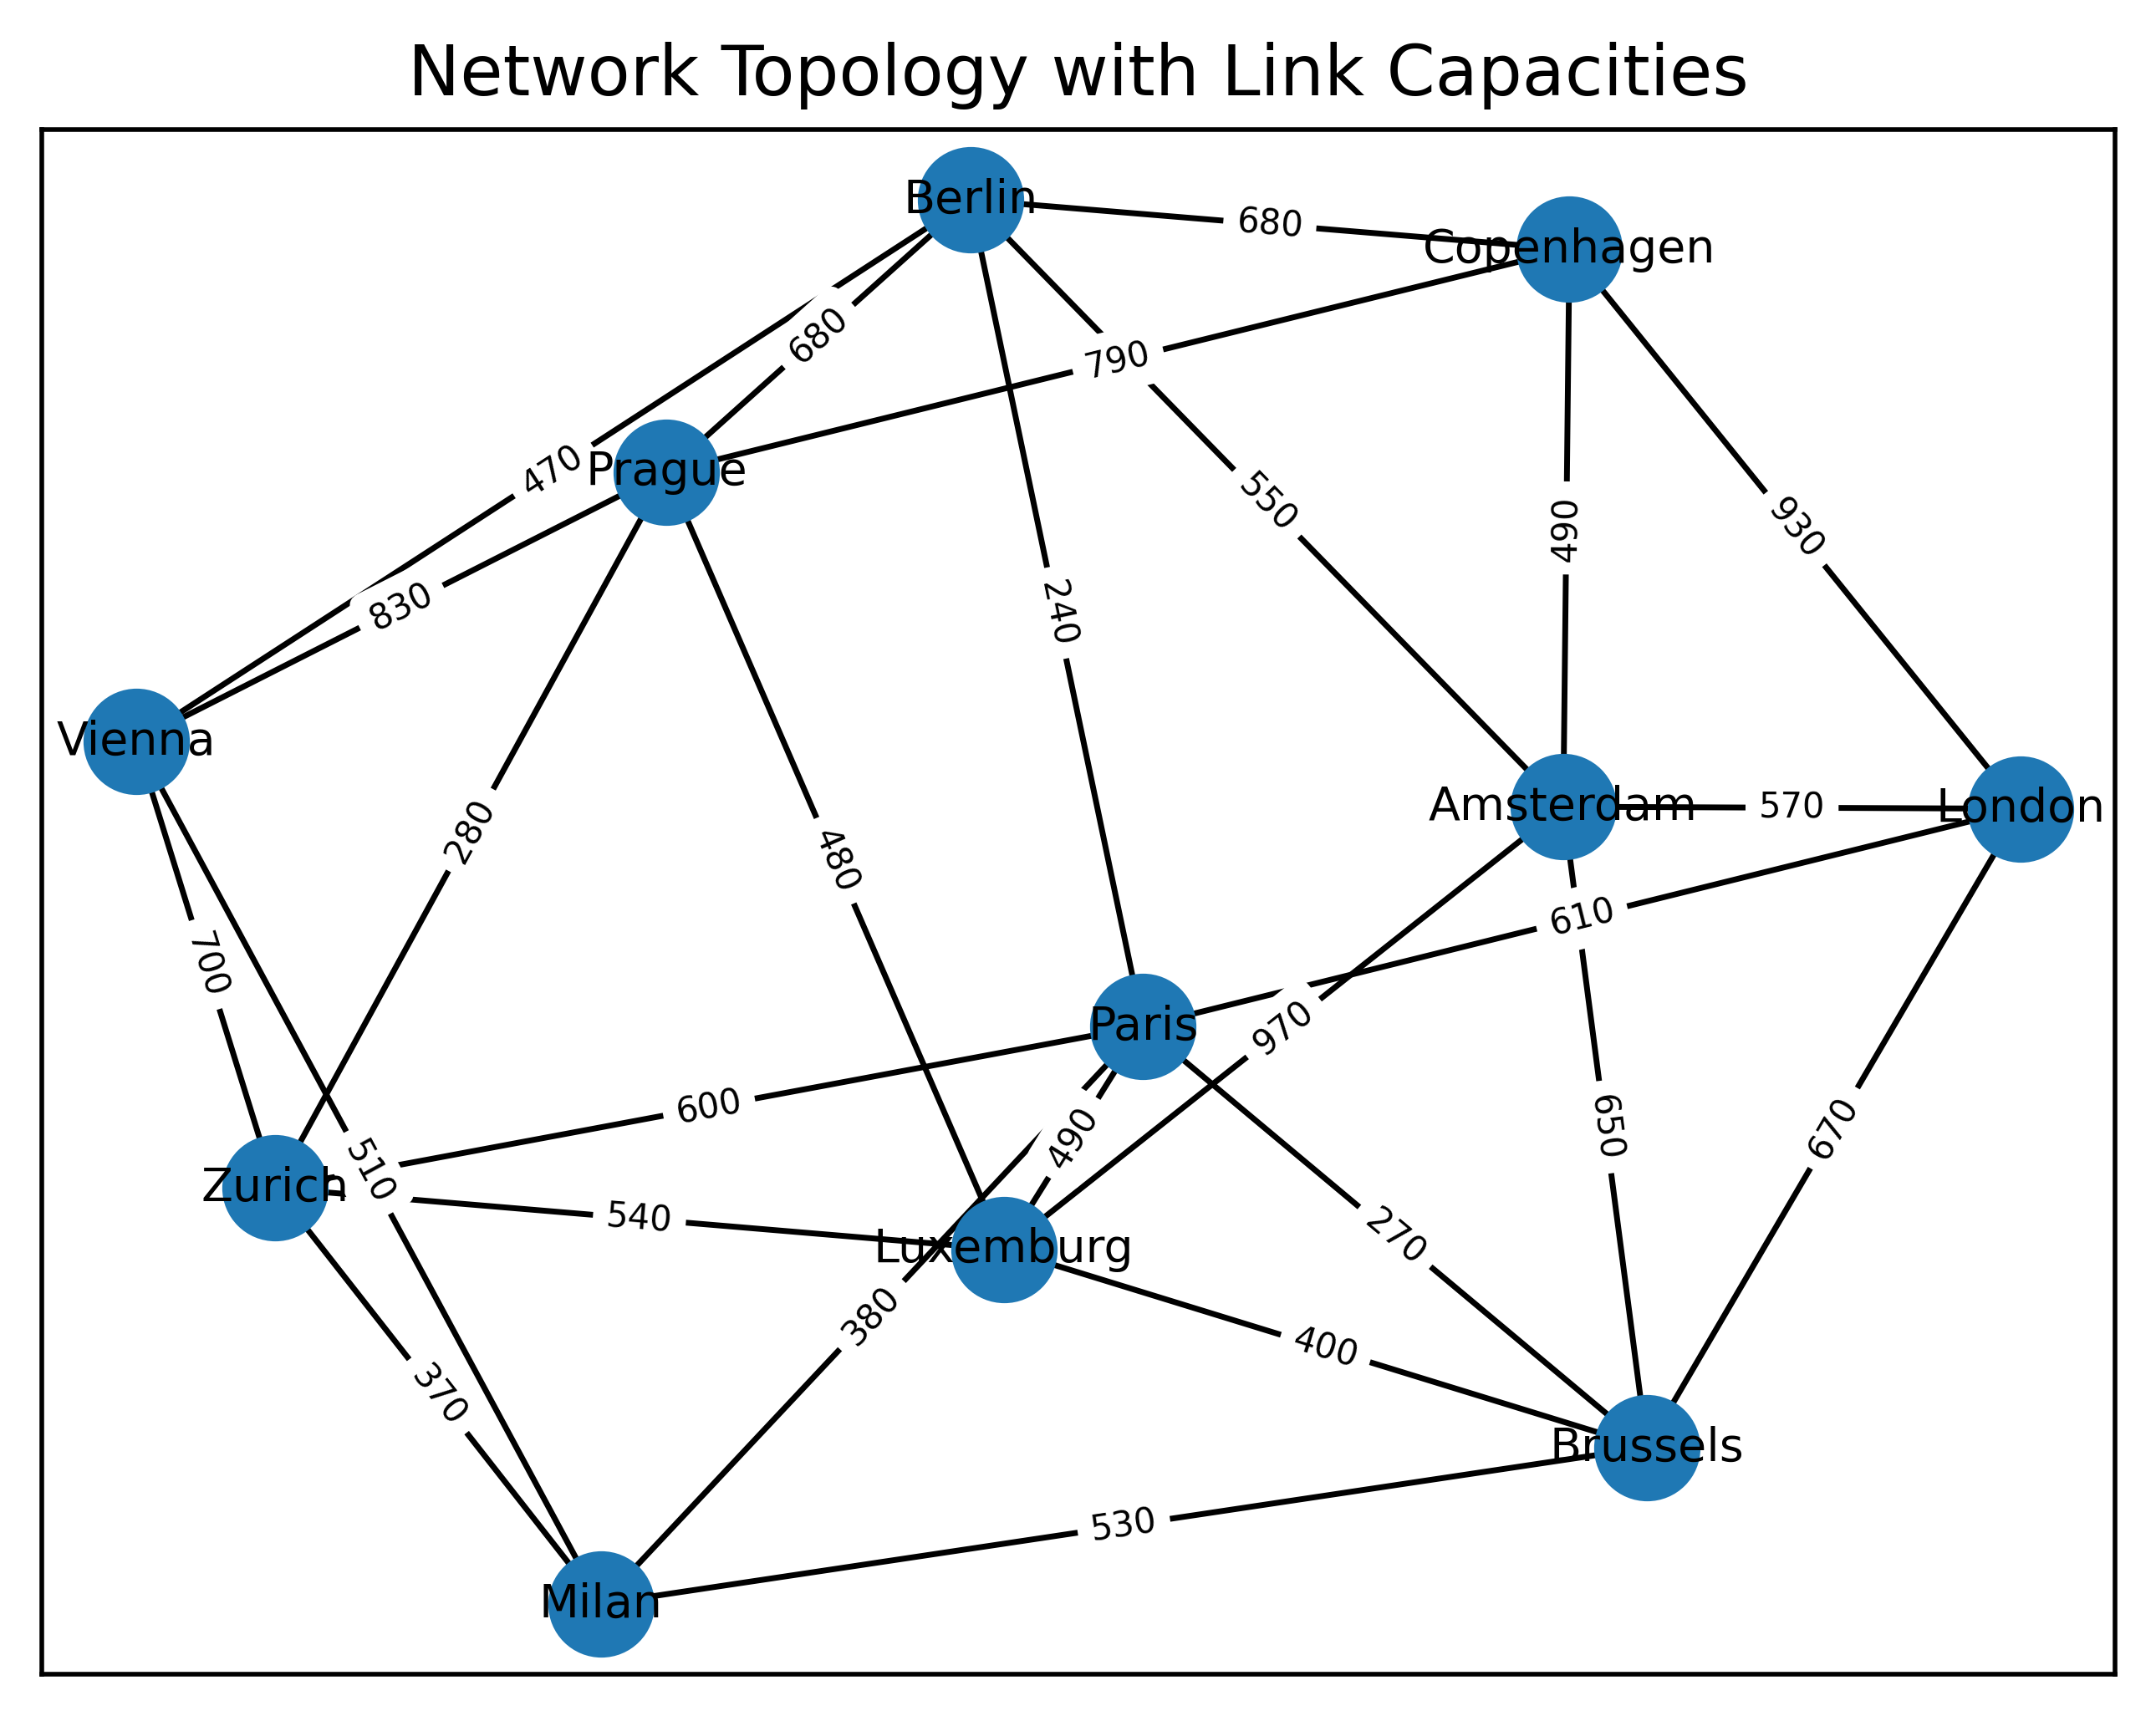 Network Topology with Link Capacities
Berlin
680
Copenhagen
680
790
470
Prague
550
490
930
830
240
Vienna
280
480
Amsterdam
570
London
700
610
Paris
970
600
490
650
670
510
Zurich
540
Luxemburg
270
380
400
370
Brussels
530
Milan